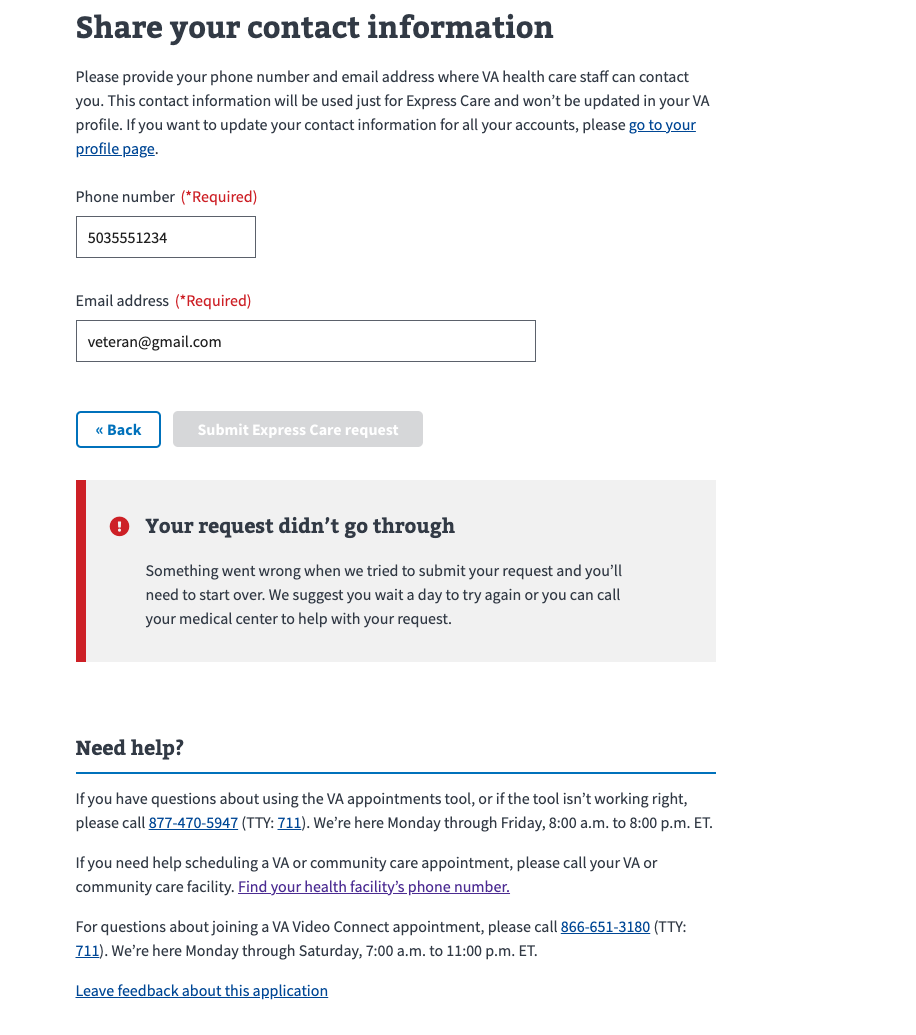 Share your contact information
Please provide your phone number and email address where VA health care staff can contact
you. This contact information will be used just for Express Care and won’t be updated in your VA
profile. If you want to update your contact information for all your accounts, please go to your
profile page.
Phone number (*Required)
5035551234
Email address (*Required)
veteran@gmail.com
« Back
Submit Express Care request
Your request didn’t go through
Something went wrong when we tried to submit your request and you’ll
need to start over. We suggest you wait a day to try again or you can call
your medical center to help with your request.
Need help?
If you have questions about using the VA appointments tool, or if the tool isn’t working right,
please call 877-470-5947 (TTY: 711). We’re here Monday through Friday, 8:00 a.m. to 8:00 p.m. ET.
If you need help scheduling a VA or community care appointment, please call your VA or
community care facility. Find your health facility’s phone number.
For questions about joining a VA Video Connect appointment, please call 866-651-3180 (TTY:
711). We’re here Monday through Saturday, 7:00 a.m. to 11:00 p.m. ET.
Leave feedback about this application